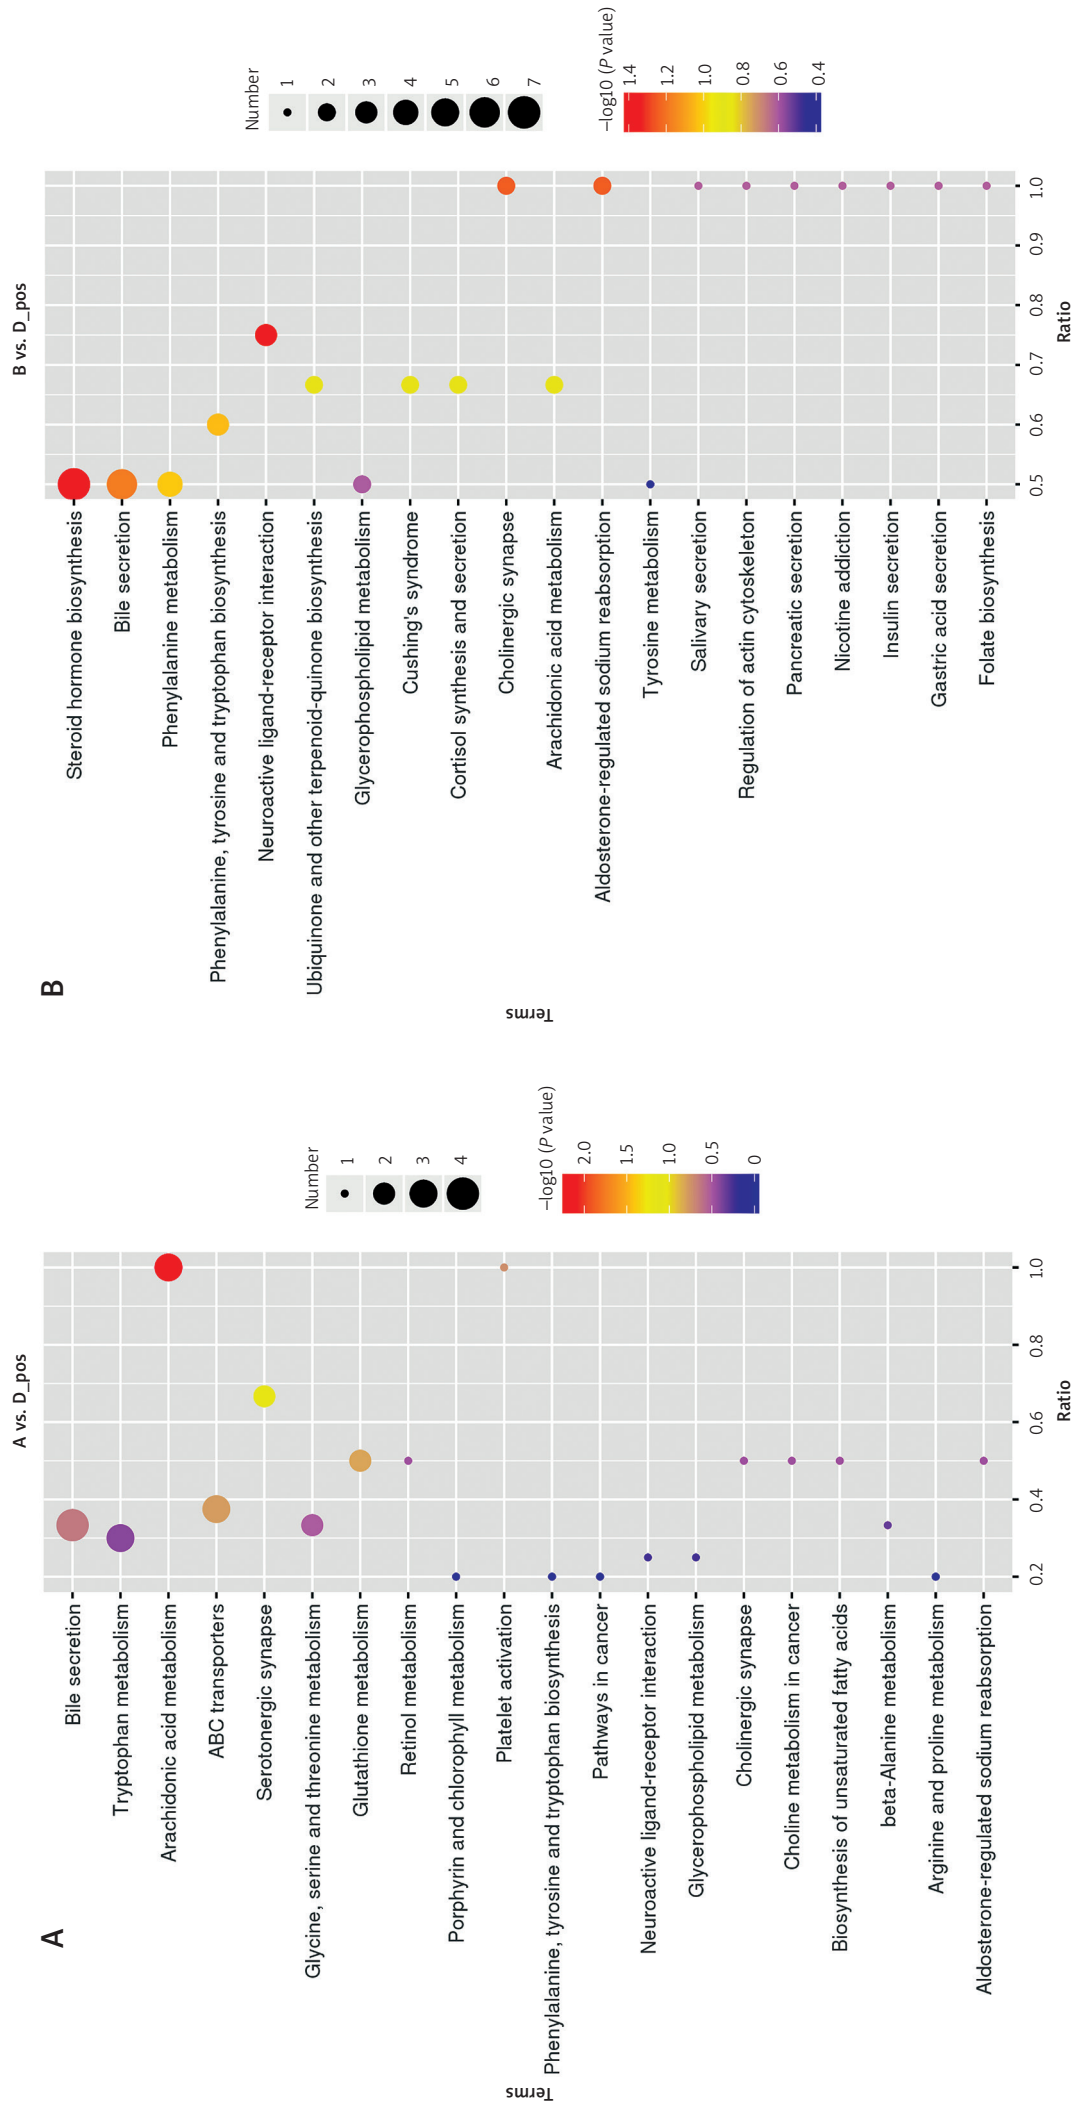 A
A vs. D_pos
Terms
Bile secretion
Tryptophan metabolism
Arachidonic acid metabolism
ABC transporters
Serotonergic synapse
Glycine, serine and threonine metabolism
Glutathione metabolism
Retinol metabolism
Porphyrin and chlorophyll metabolism
Platelet activation
Phenylalanine, tyrosine and tryptophan biosynthesis
Pathways in cancer
Neuroactive ligand-receptor interaction
Glycerophospholipid metabolism
Cholinergic synapse
Choline metabolism in cancer
Biosynthesis of unsaturated fatty acids
beta-Alanine metabolism
Arginine and proline metabolism
Aldosterone-regulated sodium reabsorption
0.2 0.4 0.6 0.8 1.0
Ratio
Number
1
2
3
4
−log10 (P value)
2.0
1.5
1.0
0.5
0
B
B vs. D_pos
Terms
Steroid hormone biosynthesis
Bile secretion
Phenylalanine metabolism
Phenylalanine, tyrosine and tryptophan biosynthesis
Neuroactive ligand-receptor interaction
Ubiquinone and other terpenoid-quinone biosynthesis
Glycerophospholipid metabolism
Cushing's syndrome
Cortisol synthesis and secretion
Cholinergic synapse
Arachidonic acid metabolism
Aldosterone-regulated sodium reabsorption
Tyrosine metabolism
Salivary secretion
Regulation of actin cytoskeleton
Pancreatic secretion
Nicotine addiction
Insulin secretion
Gastric acid secretion
Folate biosynthesis
0.5 0.6 0.7 0.8 0.9 1.0
Ratio
Number
1
2
3
4
5
6
7
−log10 (P value)
1.4
1.2
1.0
0.8
0.6
0.4